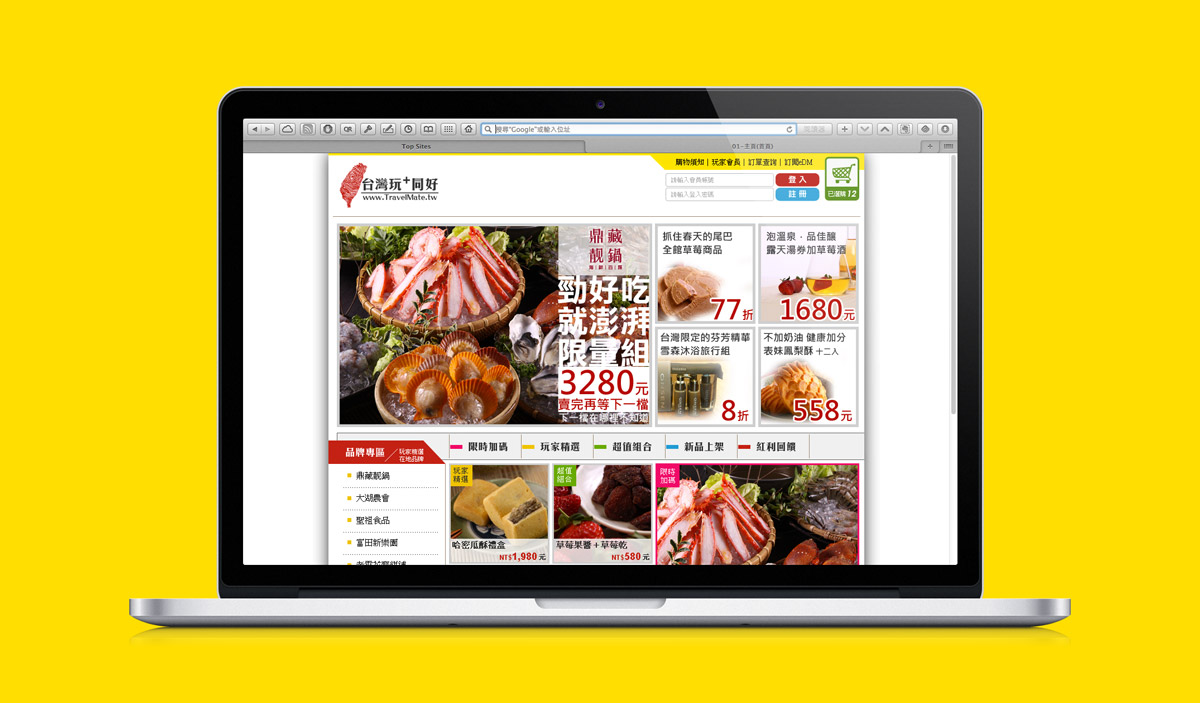 QR
搜尋"Google"或輸入位址
閱讀器
Top Sites
01-主頁(首頁)
台灣玩+同好
www.TravelMate.tw
購物須知 | 玩家會員 | 訂單查詢 | 訂閱eDM
請輸入會員帳號
登入
請輸入登入密碼
註冊
已選購 12
鼎藏
靚鍋
勁好吃
就澎湃
限量組
3280元
賣完再等下一檔
下一檔在哪裡不知道
抓住春天的尾巴
全館草莓商品
77折
泡溫泉．品佳釀
露天湯券加草莓酒
1680元
台灣限定的芬芳精華
雪森沐浴旅行組
8折
不加奶油 健康加分
表妹鳳梨酥 十二入
558元
品牌專區
玩家精選
在地品牌
限時加碼
玩家精選
超值組合
新品上架
紅利回饋
鼎藏靚鍋
大湖農會
聖祖食品
富田新樂園
玩家
精選
哈密瓜酥禮盒
NT$1,980 元
超值
組合
草莓果醬＋草莓乾
NT$580 元
限時
加碼